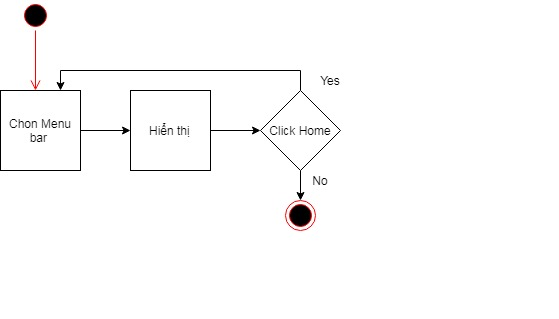 Yes
Chon Menu
bar
Hiển thị
Click Home
No